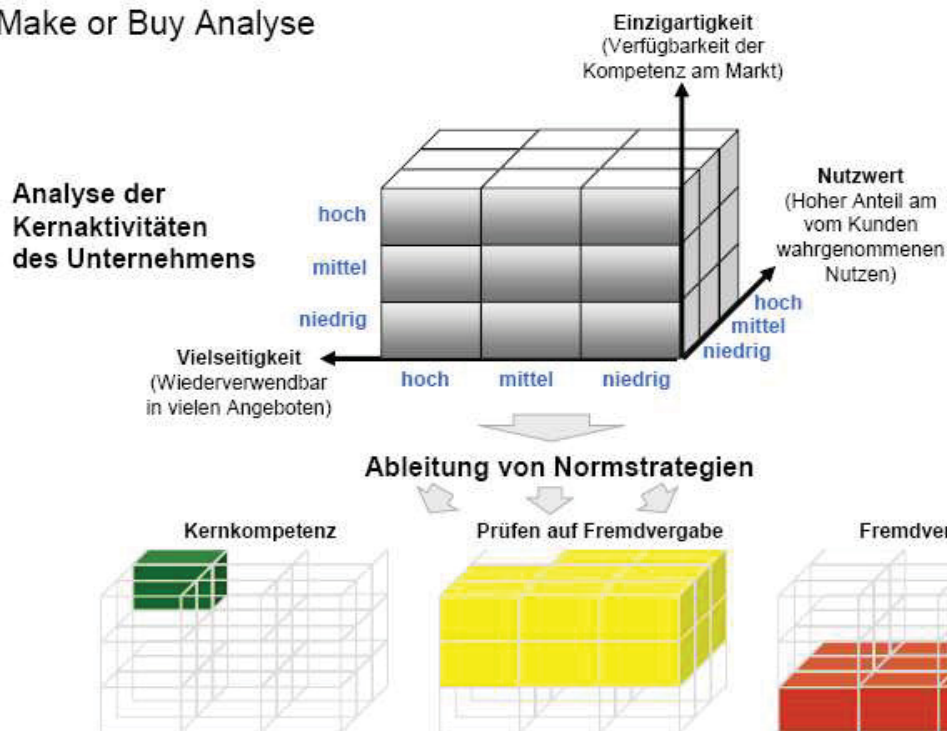 Make or Buy Analyse
Einzigartigkeit
(Verfügbarkeit der
Kompetenz am Markt)
Analyse der
Kernaktivitäten
des Unternehmens
hoch
mittel
niedrig
Nutzwert
(Hoher Anteil am
vom Kunden
wahrgenommenen
Nutzen)
hoch
mittel
niedrig
Vielseitigkeit
(Wiederverwendbar
in vielen Angeboten)
hoch mittel niedrig
Ableitung von Normstrategien
Kernkompetenz
Prüfen auf Fremdvergabe